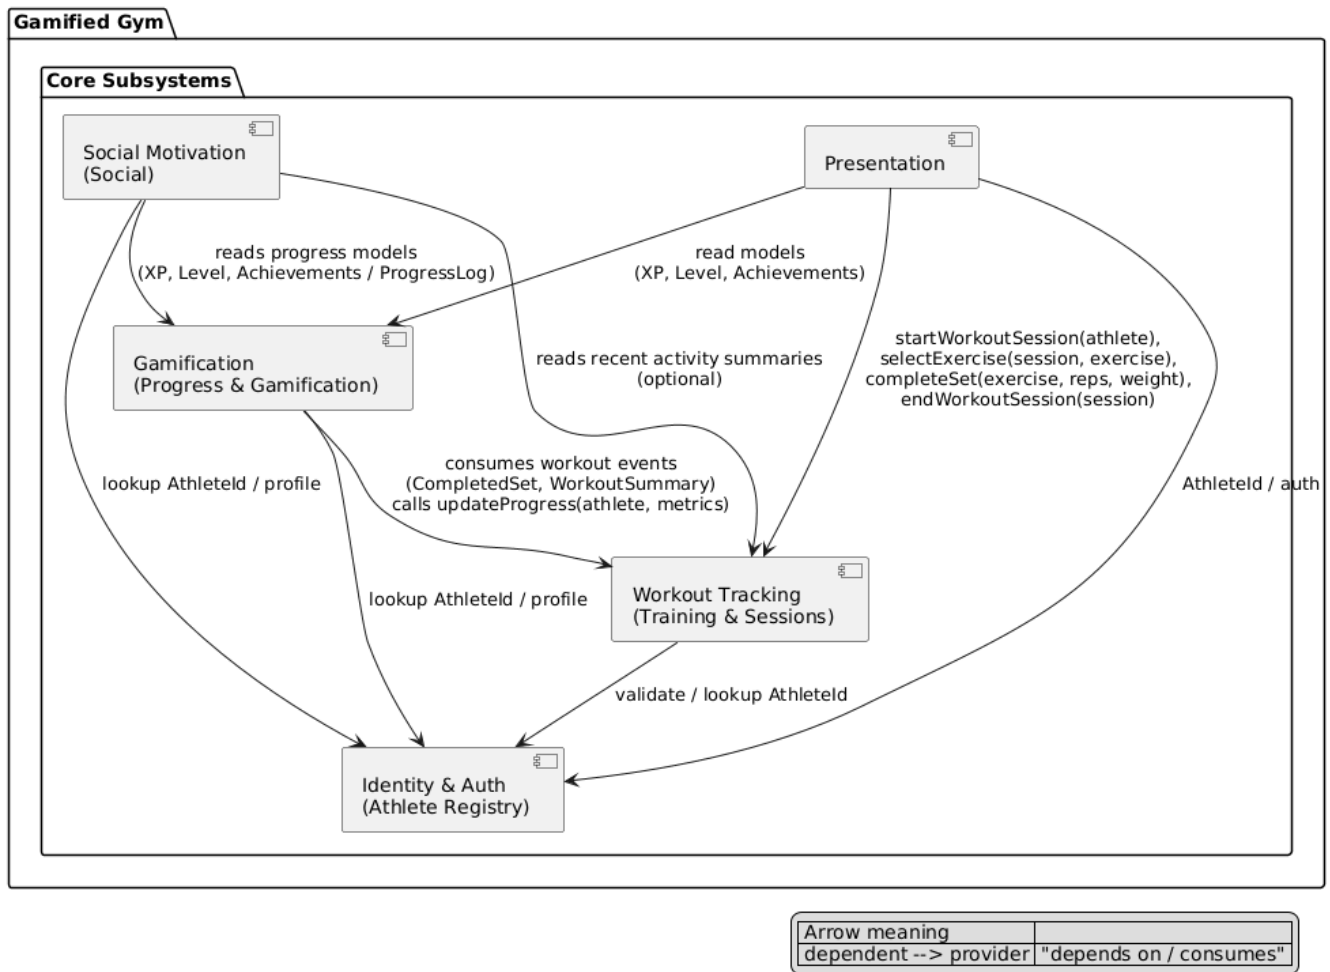 Gamified Gym
Core Subsystems
Social Motivation
(Social)
Presentation
reads progress models
(XP, Level, Achievements / ProgressLog)
read models
(XP, Level, Achievements)
Gamification
(Progress & Gamification)
reads recent activity summaries
(optional)
startWorkoutSession(athlete),
selectExercise(session, exercise),
completeSet(exercise, reps, weight),
endWorkoutSession(session)
lookup AthleteId / profile
consumes workout events
(CompletedSet, WorkoutSummary)
calls updateProgress(athlete, metrics)
AthleteId / auth
lookup AthleteId / profile
Workout Tracking
(Training & Sessions)
validate / lookup AthleteId
Identity & Auth
(Athlete Registry)
Arrow meaning
dependent --> provider "depends on / consumes"